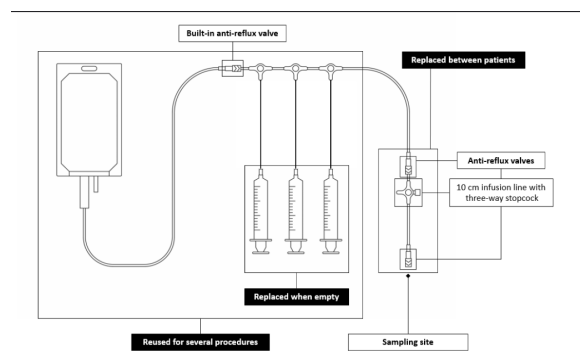 Built-in anti-reflux valve
Replaced between patients
Anti-reflux valves
10 cm infusion line with
three-way stopcock
Replaced when empty
Reused for several procedures
Sampling site